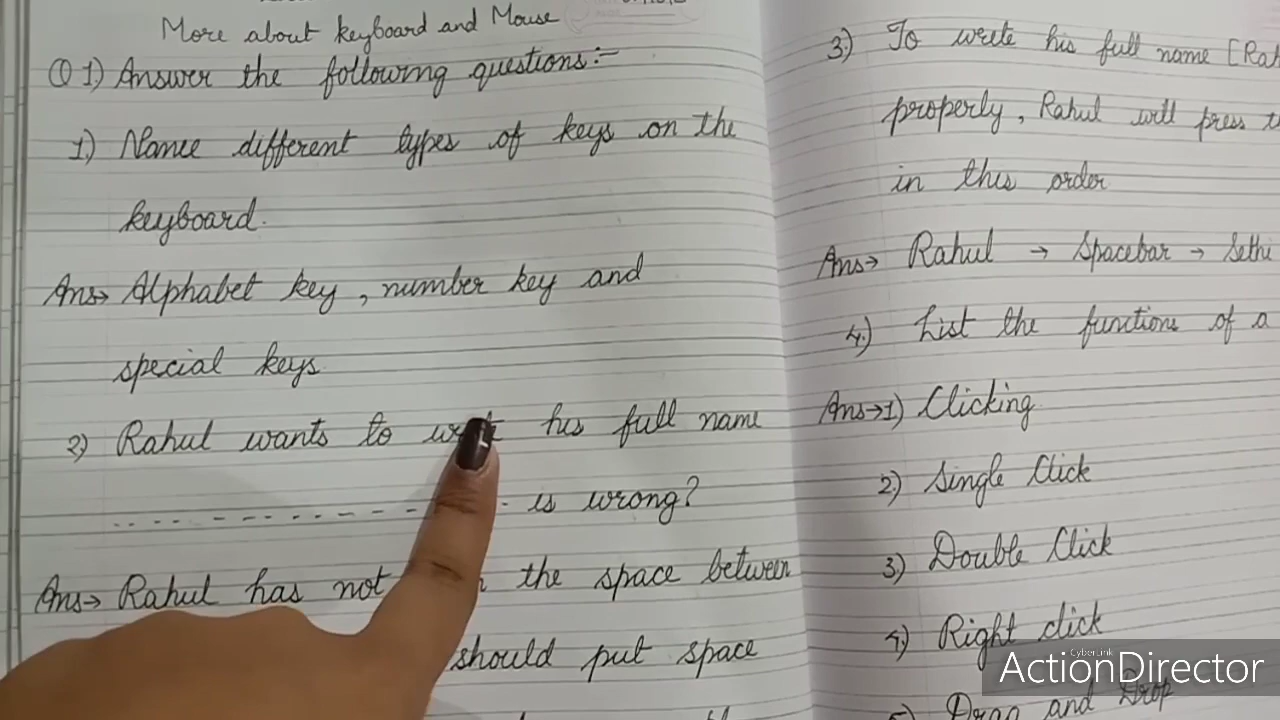 More about keyboard and Mouse
Q1) Answer the following questions:-
1) Name different types of keys on the
keyboard.
Ans→ Alphabet key, number key and
special keys
2) Rahul wants to his full name
- - - - - - - - - - - - is wrong?
Ans→ Rahul has not the space between
should put space
3) To write his full name [Rah
properly, Rahul will press
in this order
Ans→ Rahul → Spacebar → Sethi
4.) List the functions of a
Ans→1) Clicking
2) Single Click
3) Double Click
4) Right click
5) Drag and Drop
CyberLink
ActionDirector